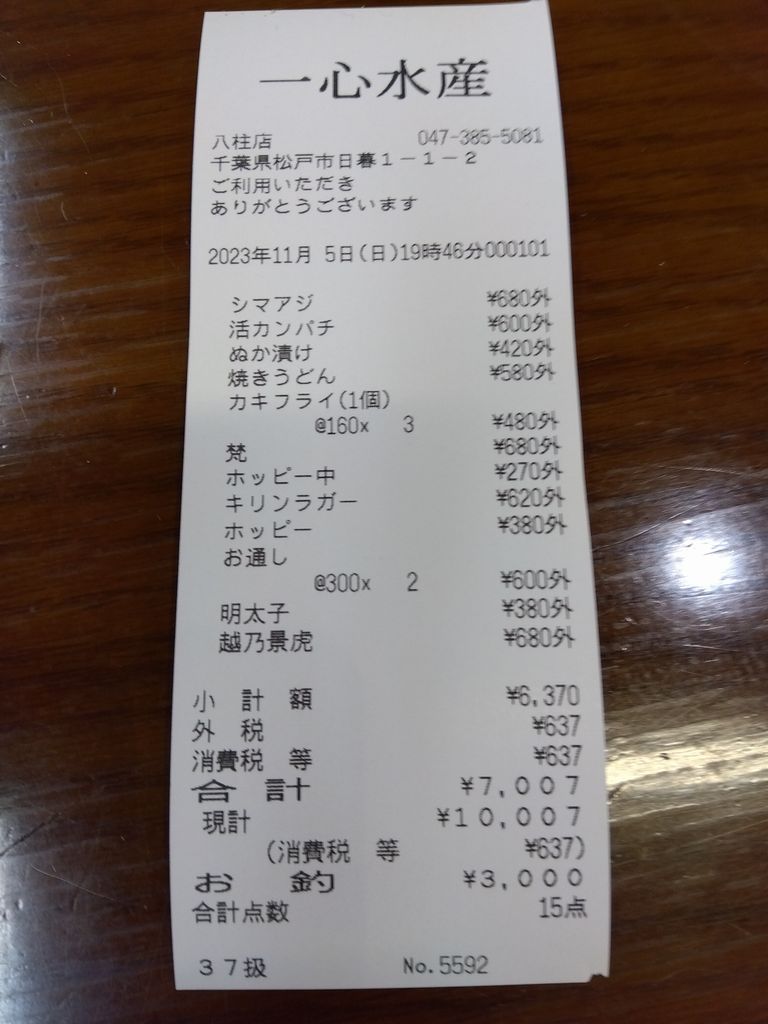 一心水産
八柱店 047-385-5081
千葉県松戸市日暮1-1-2
ご利用いただき
ありがとうございます
2023年11月 5日(日)19時46分000101
シマアジ ¥680外
活カンパチ ¥600外
ぬか漬け ¥420外
焼きうどん ¥580外
カキフライ(1個)
@160x 3 ¥480外
梵 ¥680外
ホッピー中 ¥270外
キリンラガー ¥620外
ホッピー ¥380外
お通し
@300x 2 ¥600外
明太子 ¥380外
越乃景虎 ¥680外
小計額 ¥6,370
外税 ¥637
消費税等 ¥637
合計 ¥7,007
現計 ¥10,007
(消費税等 ¥637)
お釣 ¥3,000
合計点数 15点
37扱 No.5592